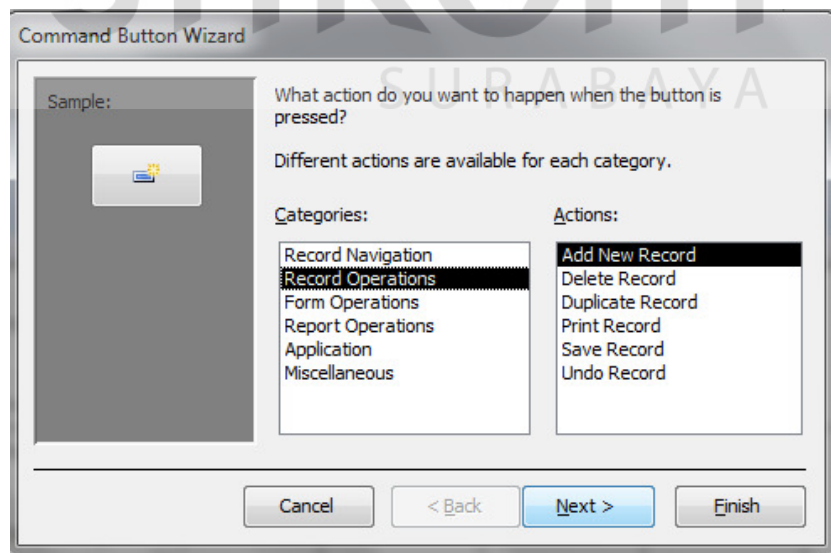 Command Button Wizard
SURABAYA
Sample:
What action do you want to happen when the button is
pressed?
Different actions are available for each category.
Categories:
Record Navigation
Record Operations
Form Operations
Report Operations
Application
Miscellaneous
Actions:
Add New Record
Delete Record
Duplicate Record
Print Record
Save Record
Undo Record
Cancel
< Back
Next >
Finish